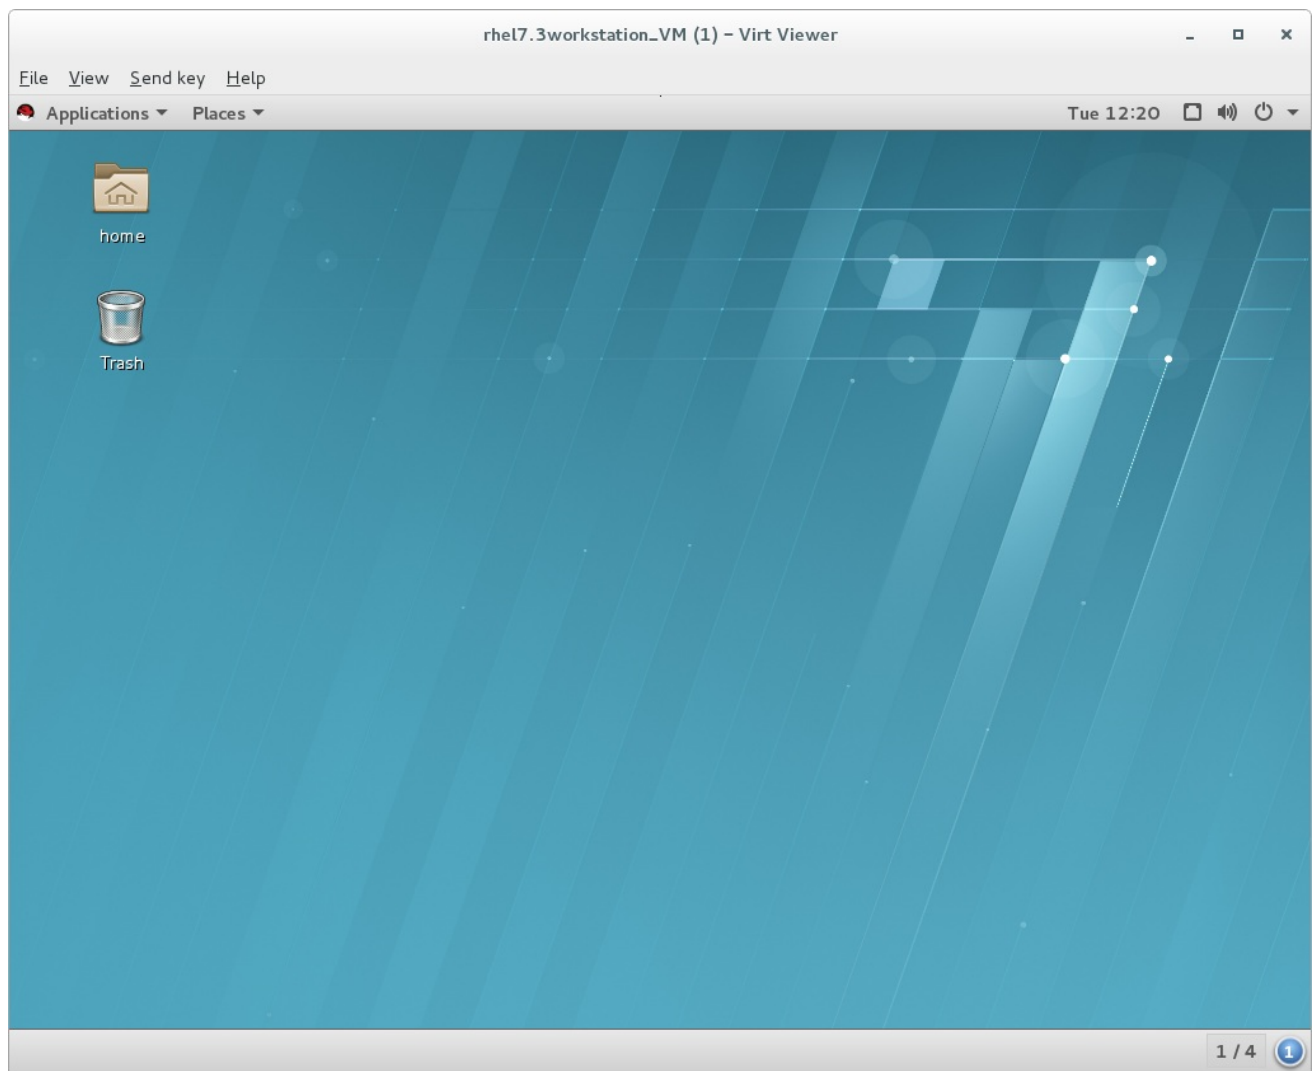 rhel7.3workstation_VM (1) – Virt Viewer
File View Send key Help
Applications Places Tue 12:20
home
Trash
1 / 4 1